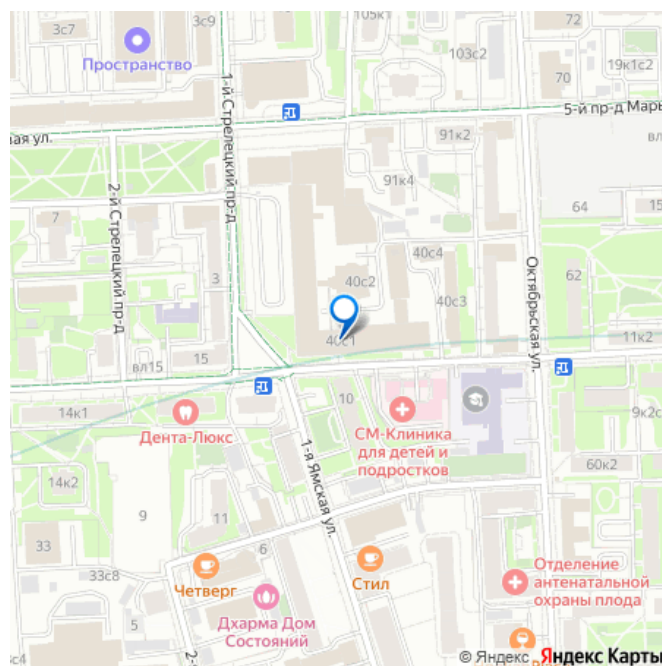 3с7
3с9
105к1
72
103с2
19к1с2
Пространство
70
1-й Стрелецкий пр-д
5-й пр-д Марь
вая ул.
91к2
вл
2-й Стрелецкий пр-д
91к4
7
64
40с4
Октябрьская ул.
3
40с2
40с3
62
40с1
11к2
15
вл15
14к1
10
Дента-Люкс
СМ-Клиника
для детей и
подростков
9к2с
1-я Ямская ул.
14к2
60к2
9
11
33
6
33с8
Четверг
Стил
Отделение
антенатальной
охраны плода
Дхарма Дом
Состояний
3с4
2-
© Яндекс Яндекс Карты